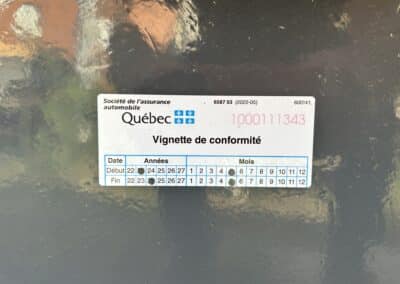 Société de l'assurance
automobile
6087 93 (2022-05)
Québec
1000111343
Vignette de conformité
Date Années Mois
Début 22 24 25 26 27 1 2 3 4 6 7 8 9 10 11 12
Fin 22 23 25 26 27 1 2 3 4 6 7 8 9 10 11 12